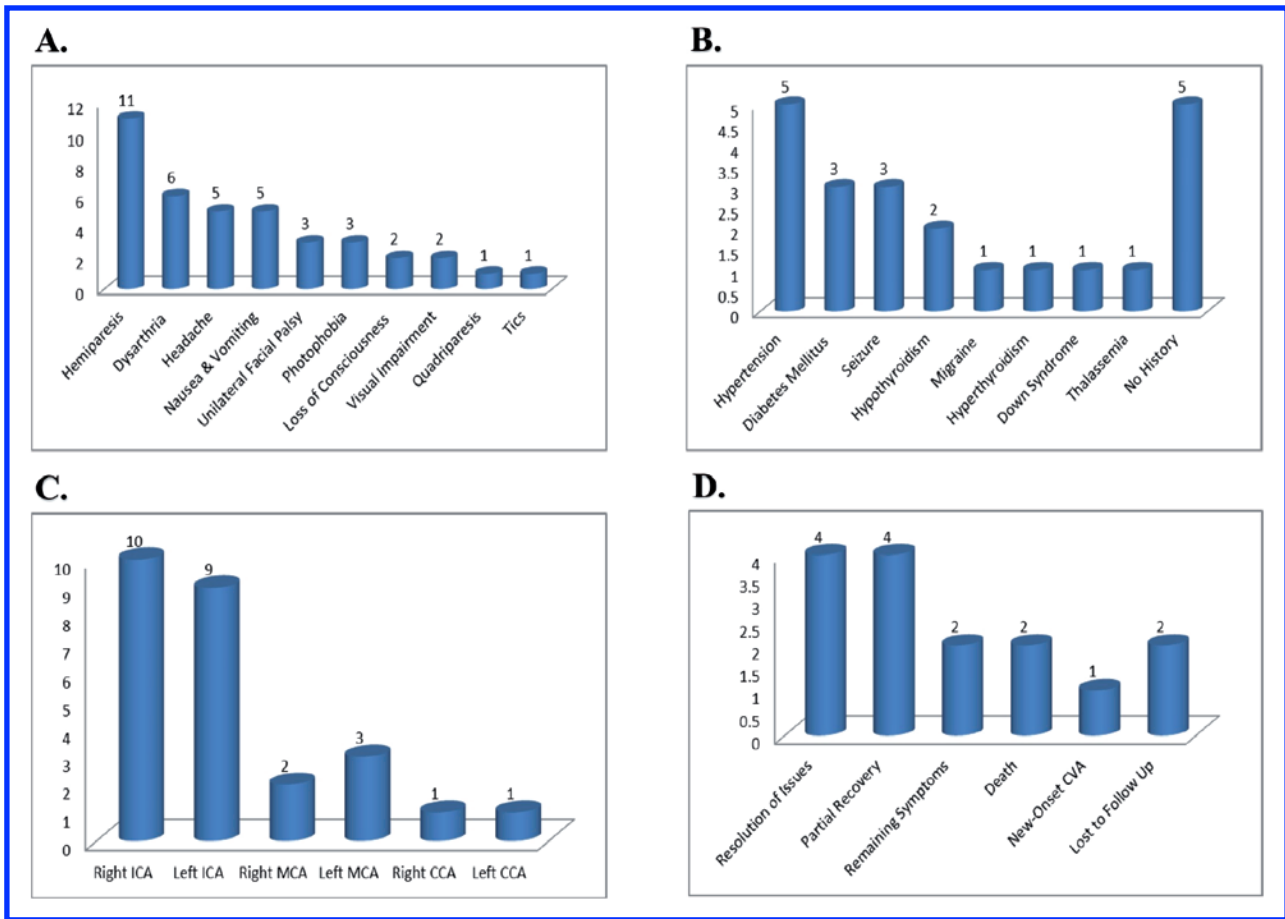 A.
12
10
8
6
4
2
0
11
6
5
5
3
3
2
2
1
1
Hemiparesis
Dysarthria
Headache
Nausea & Vomiting
Unilateral Facial Palsy
Photophobia
Loss of Consciousness
Visual Impairment
Quadriparesis
Tics
B.
5
4.5
4
3.5
3
2.5
2
1.5
1
0.5
0
5
3
3
2
1
1
1
1
5
Hypertension
Diabetes Mellitus
Seizure
Hypothyroidism
Migraine
Hyperthyroidism
Down Syndrome
Thalassemia
No History
C.
10
9
8
7
6
5
4
3
2
1
0
10
9
2
3
1
1
Right ICA
Left ICA
Right MCA
Left MCA
Right CCA
Left CCA
D.
4
3.5
3
2.5
2
1.5
1
0.5
0
4
4
2
2
1
2
Resolution of Issues
Partial Recovery
Remaining Symptoms
Death
New-Onset CVA
Lost to Follow Up